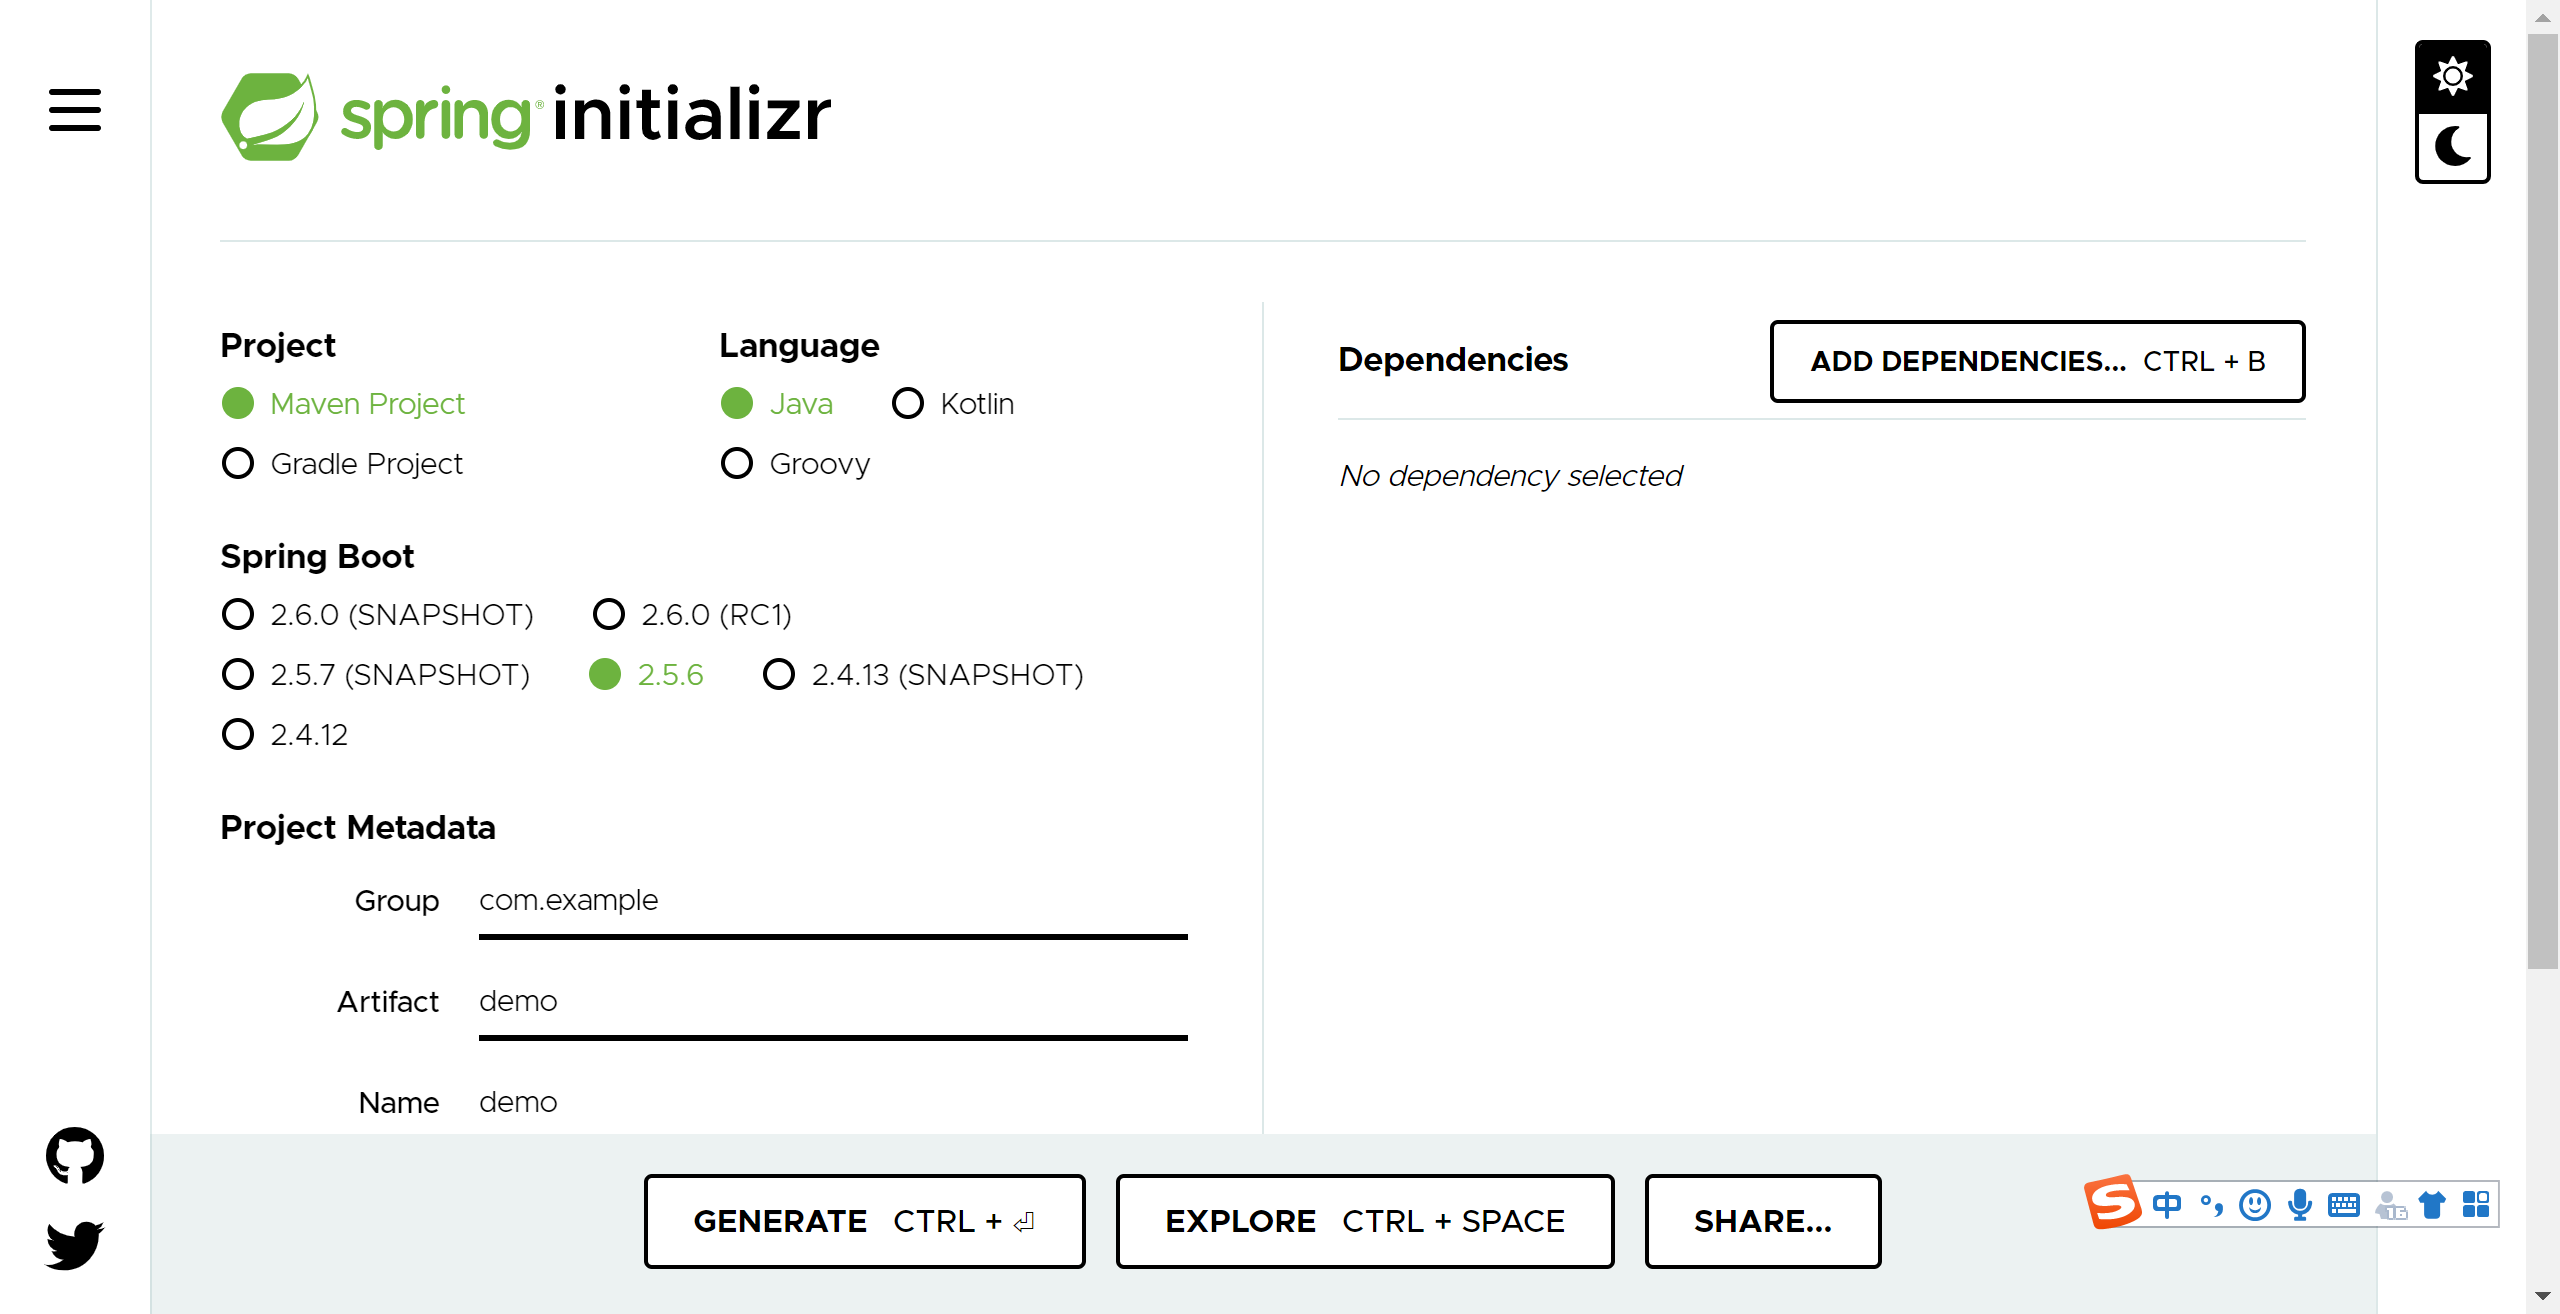 spring® initializr
Project
Maven Project
Gradle Project
Language
Java Kotlin
Groovy
Spring Boot
2.6.0 (SNAPSHOT) 2.6.0 (RC1)
2.5.7 (SNAPSHOT) 2.5.6 2.4.13 (SNAPSHOT)
2.4.12
Project Metadata
Group com.example
Artifact demo
Name demo
Dependencies
ADD DEPENDENCIES... CTRL + B
No dependency selected
GENERATE CTRL + ⏎
EXPLORE CTRL + SPACE
SHARE...
S 中 °,